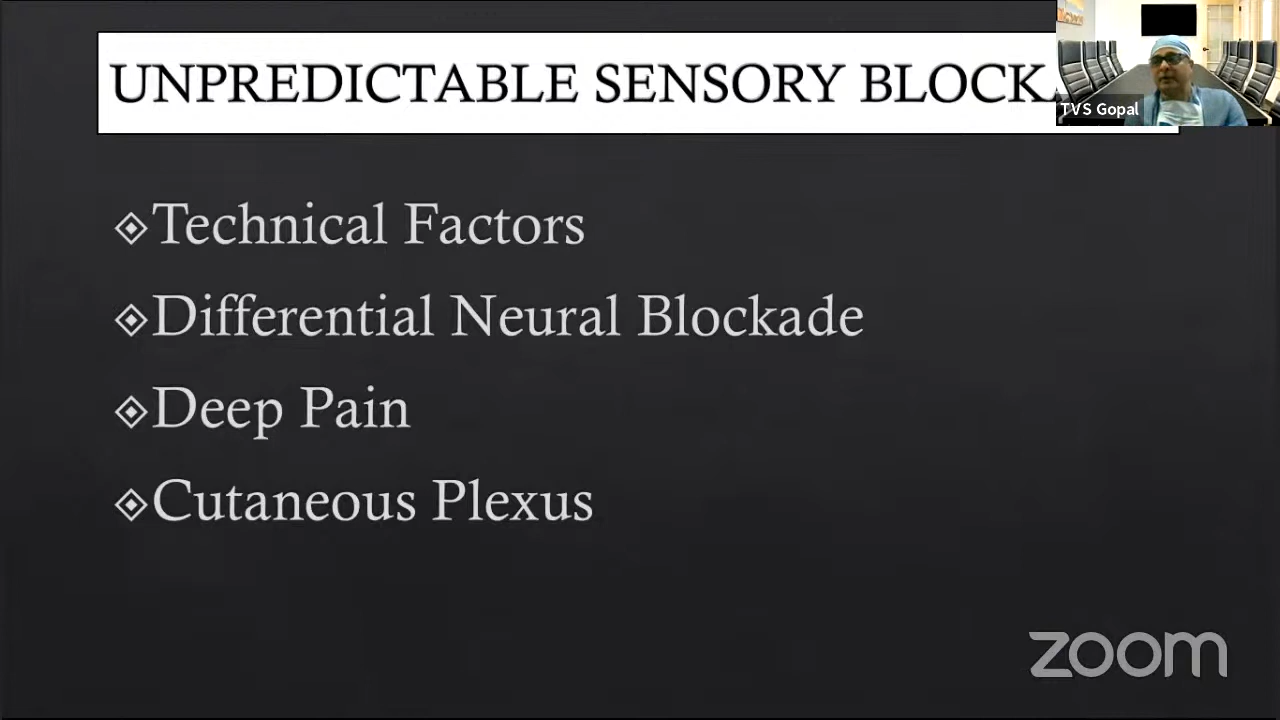 UNPREDICTABLE SENSORY BLOCK
TVS Gopal
Technical Factors
Differential Neural Blockade
Deep Pain
Cutaneous Plexus
zoom